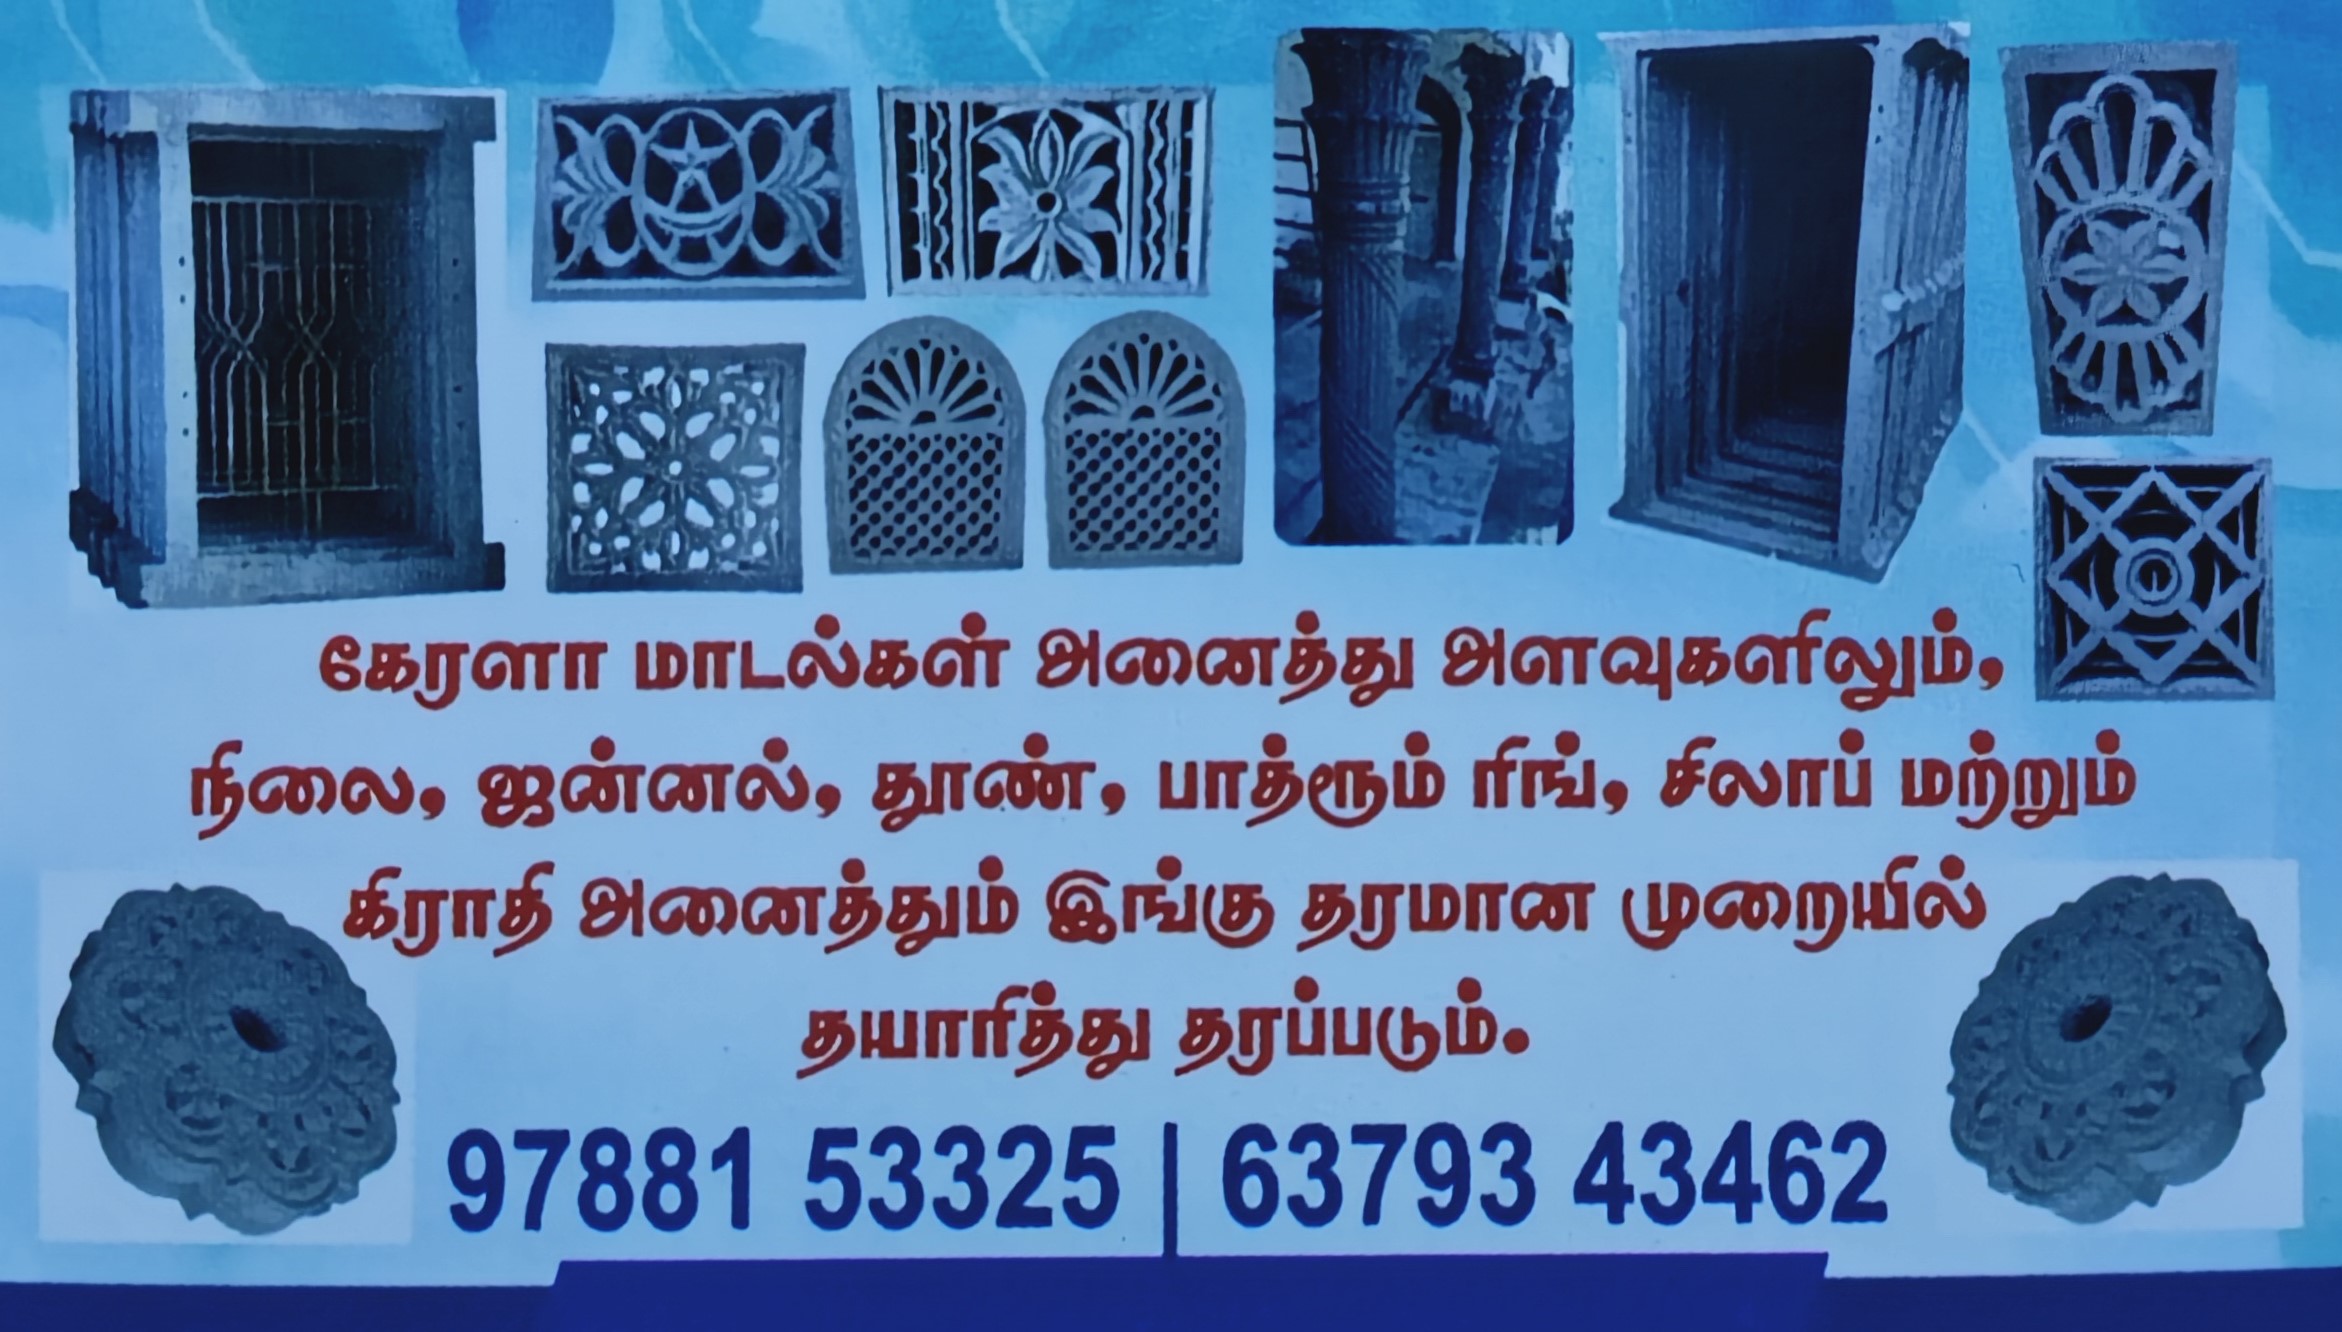 கேரளா மாடல்கள் அனைத்து அளவுகளிலும்,
நிலை, ஜன்னல், தூண், பாத்ரூம் ரிங், சிலாப் மற்றும்
கிராதி அனைத்தும் இங்கு தரமான முறையில்
தயாரித்து தரப்படும்.
97881 53325 | 63793 43462